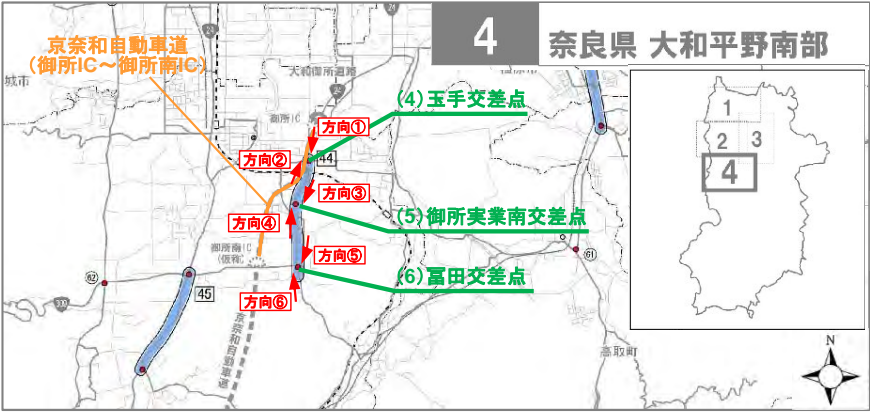 4
奈良県 大和平野南部
京奈和自動車道
（御所IC～御所南IC）
城市
大和御所道路
24
御所IC
(4)玉手交差点
方向①
方向②
44
方向③
方向④
(5)御所実業南交差点
御所南IC
(仮称)
方向⑤
(6)冨田交差点
方向⑥
62
45
309
61
京奈和自動車道
高取町
1
2
3
4
N